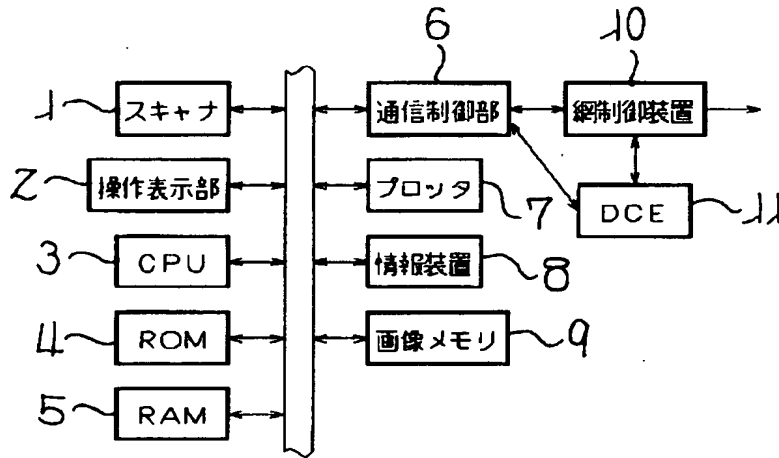 6
10
1 スキャナ
通信制御部
網制御装置
2 操作表示部
プロッタ
7
DCE
11
3 CPU
情報装置
8
4 ROM
画像メモリ
9
5 RAM